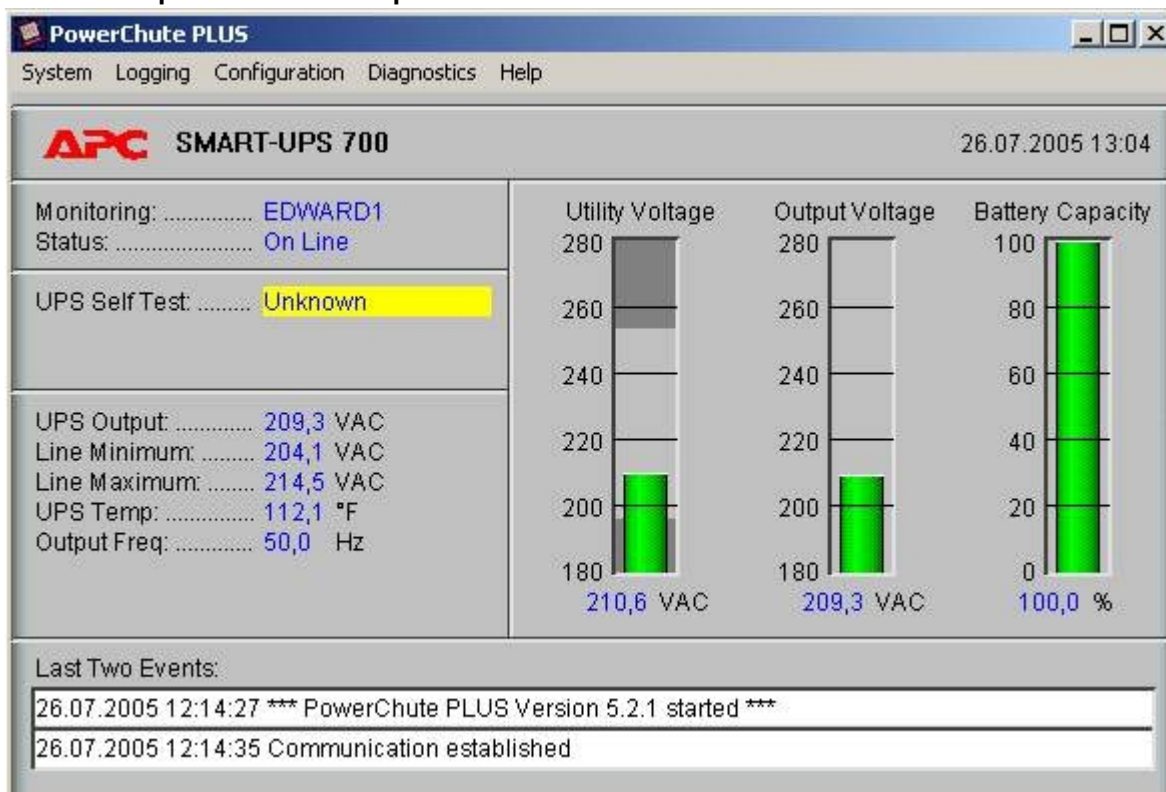 PowerChute PLUS
System Logging Configuration Diagnostics Help
APC SMART-UPS 700 26.07.2005 13:04
Monitoring: .............. EDWARD1
Status: ...................... On Line
UPS Self Test: ......... Unknown
UPS Output: ............ 209,3 VAC
Line Minimum: ......... 204,1 VAC
Line Maximum: ........ 214,5 VAC
UPS Temp: .............. 112,1 °F
Output Freq: ............ 50,0 Hz
Utility Voltage Output Voltage Battery Capacity
280 280 100
260 260 80
240 240 60
220 220 40
200 200 20
180 180 0
210,6 VAC 209,3 VAC 100,0 %
Last Two Events:
26.07.2005 12:14:27 *** PowerChute PLUS Version 5.2.1 started ***
26.07.2005 12:14:35 Communication established